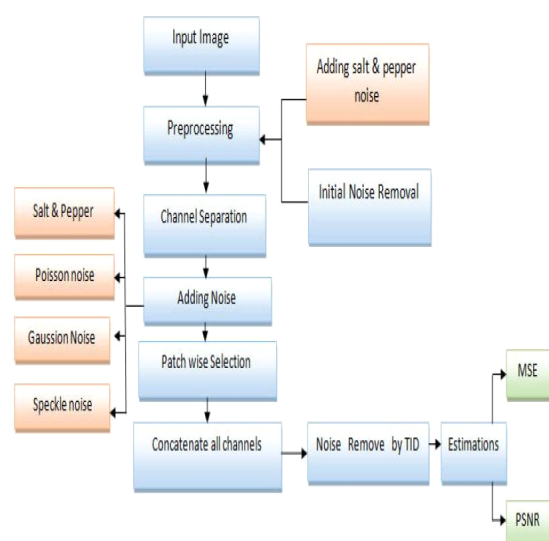 Input Image
Adding salt & pepper
noise
Preprocessing
Initial Noise Removal
Salt & Pepper
Channel Separation
Poisson noise
Adding Noise
Gaussion Noise
Patch wise Selection
MSE
Speckle noise
Concatenate all channels
Noise Remove by TID
Estimations
PSNR